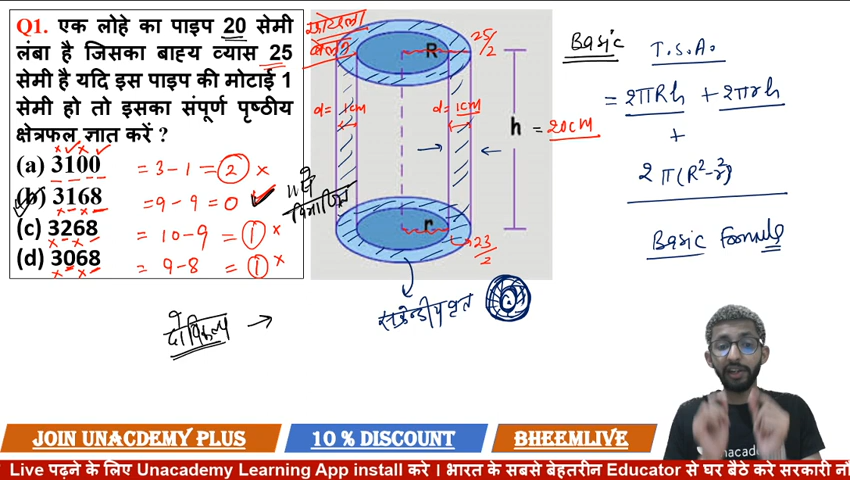 Q1. एक लोहे का पाइप 20 सेमी
लंबा है जिसका बाह्य व्यास 25
सेमी है यदि इस पाइप की मोटाई 1
सेमी हो तो इसका संपूर्ण पृष्ठीय
क्षेत्रफल ज्ञात करें ?
(a) 3100 = 3-1 = 2 ×
(b) 3168 = 9-9 = 0
(c) 3268 = 10-9 = 1 ×
(d) 3068 = 9-8 = 1 ×
R
25/2
d = 1cm
d = 1cm
h = 20cm
r
23/2
Basic T.S.A.
= 2πRh + 2πrh
+
2π(R²-r²)
Basic Formule
JOIN UNACDEMY PLUS
10 % DISCOUNT
BHEEMLIVE
unacademy
Live पढ़ने के लिए Unacademy Learning App install करे । भारत के सबसे बेहतरीन Educator से घर बैठे करे सरकारी नौ